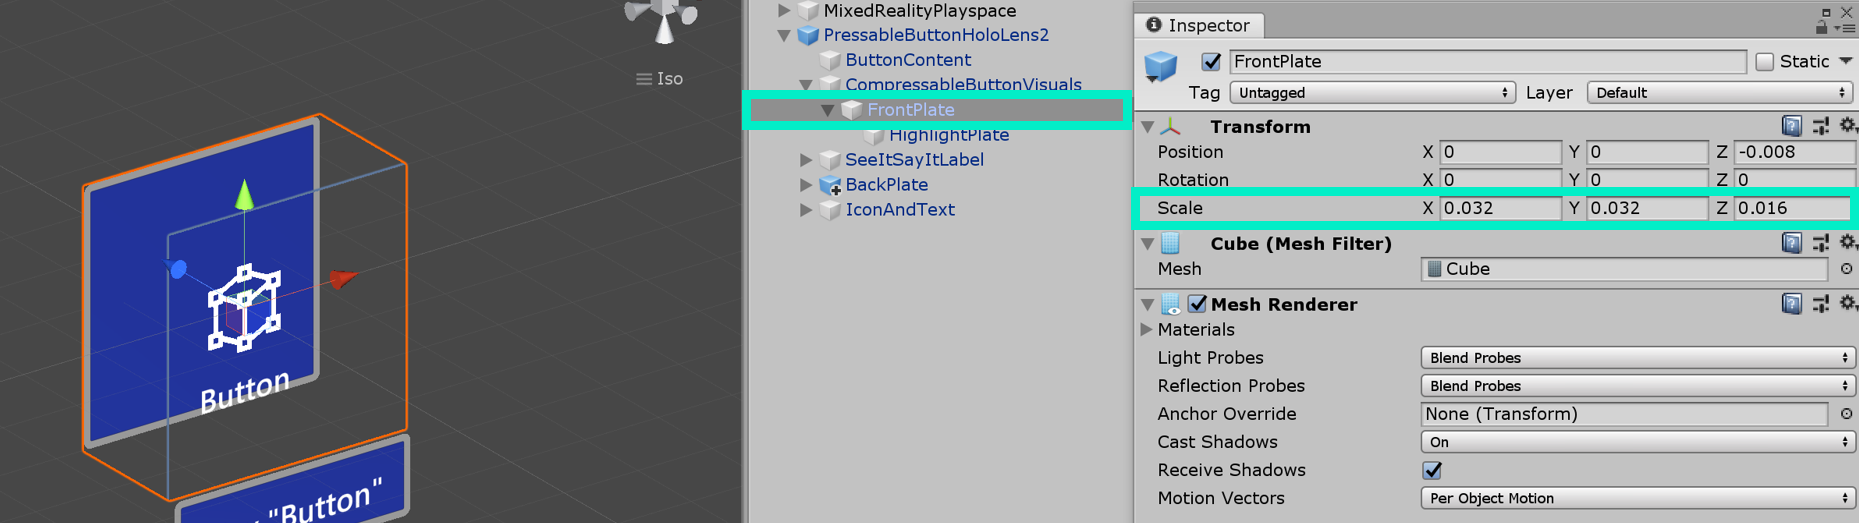 Iso
Button
"Button"
MixedRealityPlayspace
PressableButtonHoloLens2
ButtonContent
CompressableButtonVisuals
FrontPlate
HighlightPlate
SeeItSayItLabel
BackPlate
IconAndText
Inspector
FrontPlate Static
Tag Untagged Layer Default
Transform
Position X 0 Y 0 Z -0.008
Rotation X 0 Y 0 Z 0
Scale X 0.032 Y 0.032 Z 0.016
Cube (Mesh Filter)
Mesh Cube
Mesh Renderer
Materials
Light Probes Blend Probes
Reflection Probes Blend Probes
Anchor Override None (Transform)
Cast Shadows On
Receive Shadows
Motion Vectors Per Object Motion